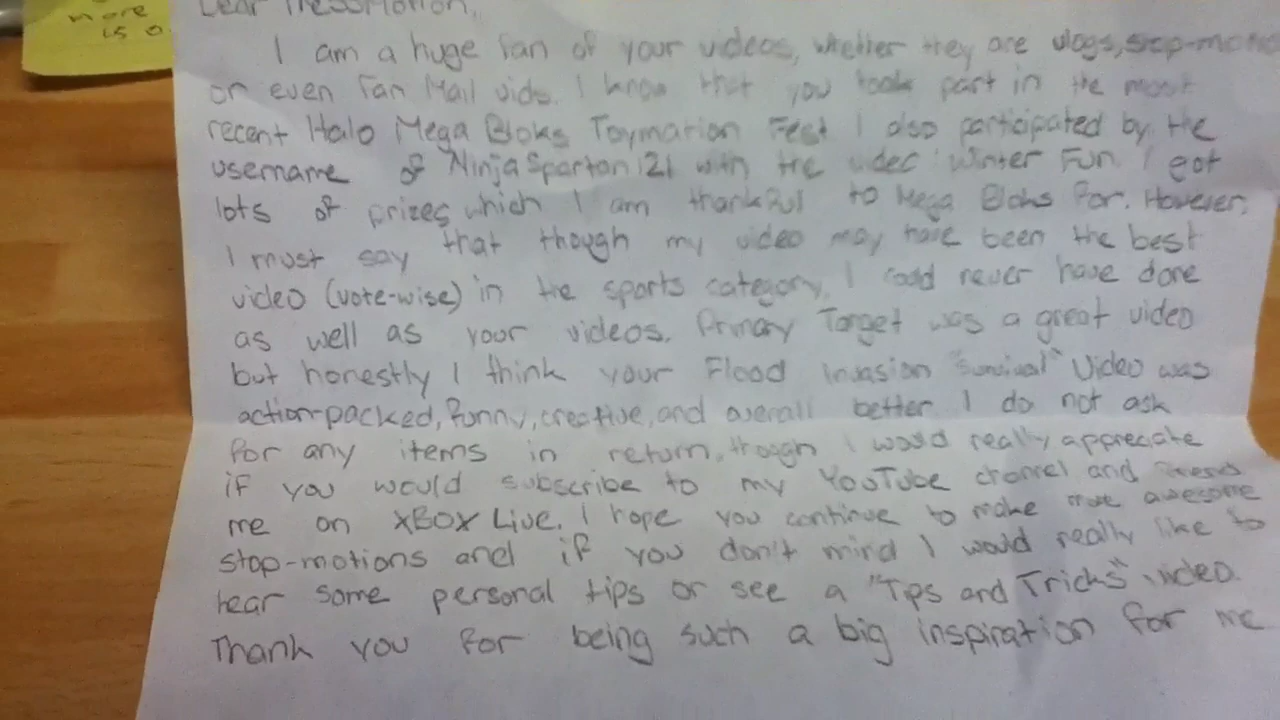 more
is o
Dear PressMotion,
I am a huge fan of your videos, whether they are vlogs, stop-motio
or even Fan Mail vids. I know that you took part in the most
recent Halo Mega Bloks Toymation Fest I also participated by the
username of NinjaSpartan121 with the video: Winter Fun. I got
lots of prizes which I am thankful to Mega Bloks for. However,
I must say that though my video may have been the best
video (vote-wise) in the sports category, I could never have done
as well as your videos. Primary Target was a great video
but honestly I think your Flood Invasion "Survival" Video was
action-packed, funny, creative, and overall better. I do not ask
for any items in return, though I would really appreciate
if you would subscribe to my YouTube channel and friend
me on XBOX Live. I hope you continue to make more awesome
stop-motions and if you don't mind I would really like to
hear some personal tips or see a "Tips and Tricks" video.
Thank you for being such a big inspiration for me